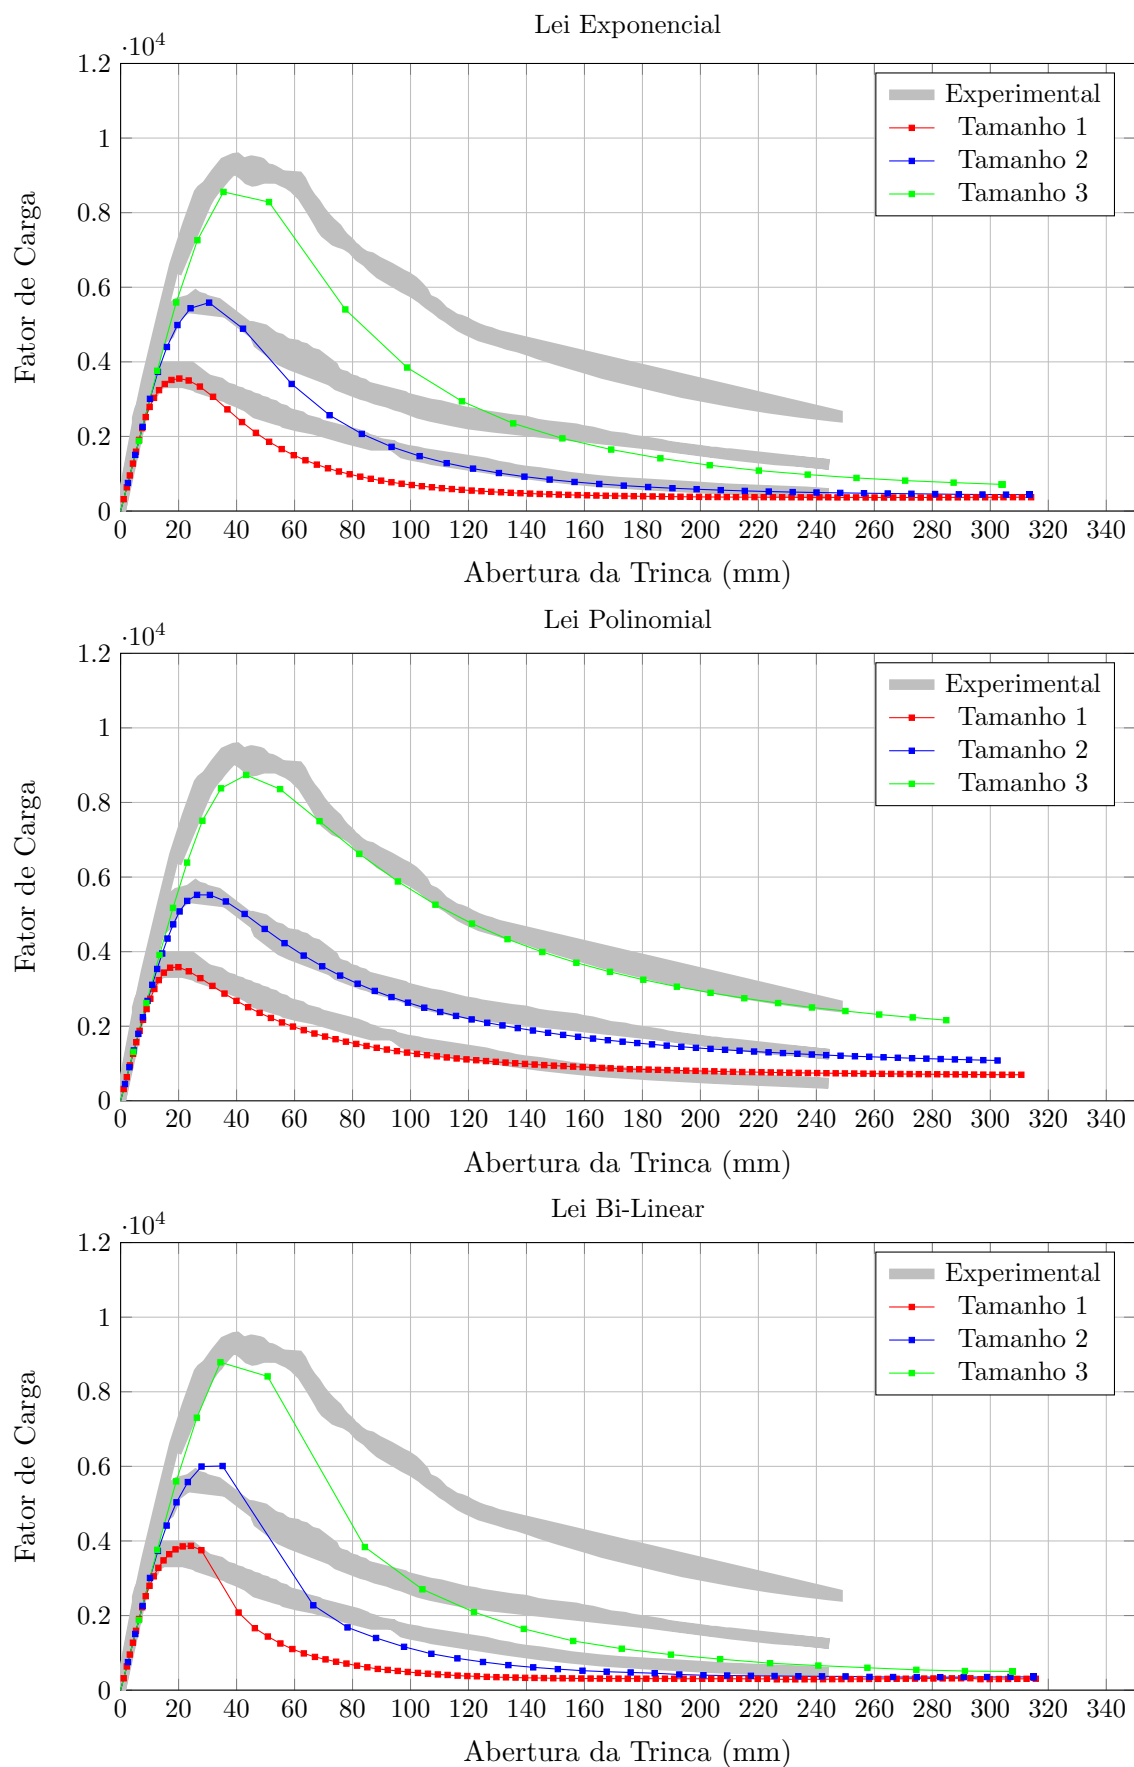 Lei Exponencial
·10⁴
1.2
1
0.8
0.6
0.4
0.2
0
Fator de Carga
Experimental
Tamanho 1
Tamanho 2
Tamanho 3
0 20 40 60 80 100 120 140 160 180 200 220 240 260 280 300 320 340
Abertura da Trinca (mm)
Lei Polinomial
·10⁴
1.2
1
0.8
0.6
0.4
0.2
0
Fator de Carga
Experimental
Tamanho 1
Tamanho 2
Tamanho 3
0 20 40 60 80 100 120 140 160 180 200 220 240 260 280 300 320 340
Abertura da Trinca (mm)
Lei Bi-Linear
·10⁴
1.2
1
0.8
0.6
0.4
0.2
0
Fator de Carga
Experimental
Tamanho 1
Tamanho 2
Tamanho 3
0 20 40 60 80 100 120 140 160 180 200 220 240 260 280 300 320 340
Abertura da Trinca (mm)